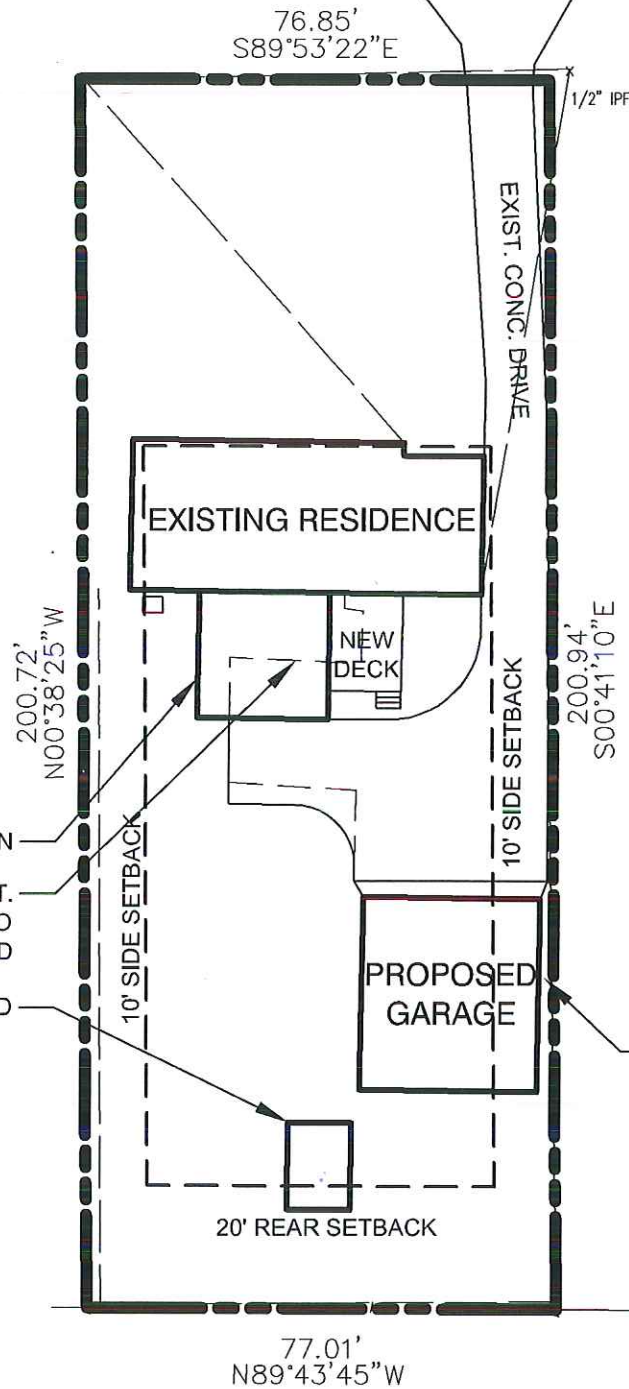 76.85'
S89°53'22"E
1/2" IPF
EXIST. CONC. DRIVE
EXISTING RESIDENCE
NEW
DECK
200.72'
N00°38'25"W
200.94'
S00°41'10"E
10' SIDE SETBACK
10' SIDE SETBACK
N
T.
O
D
D
PROPOSED
GARAGE
20' REAR SETBACK
77.01'
N89°43'45"W